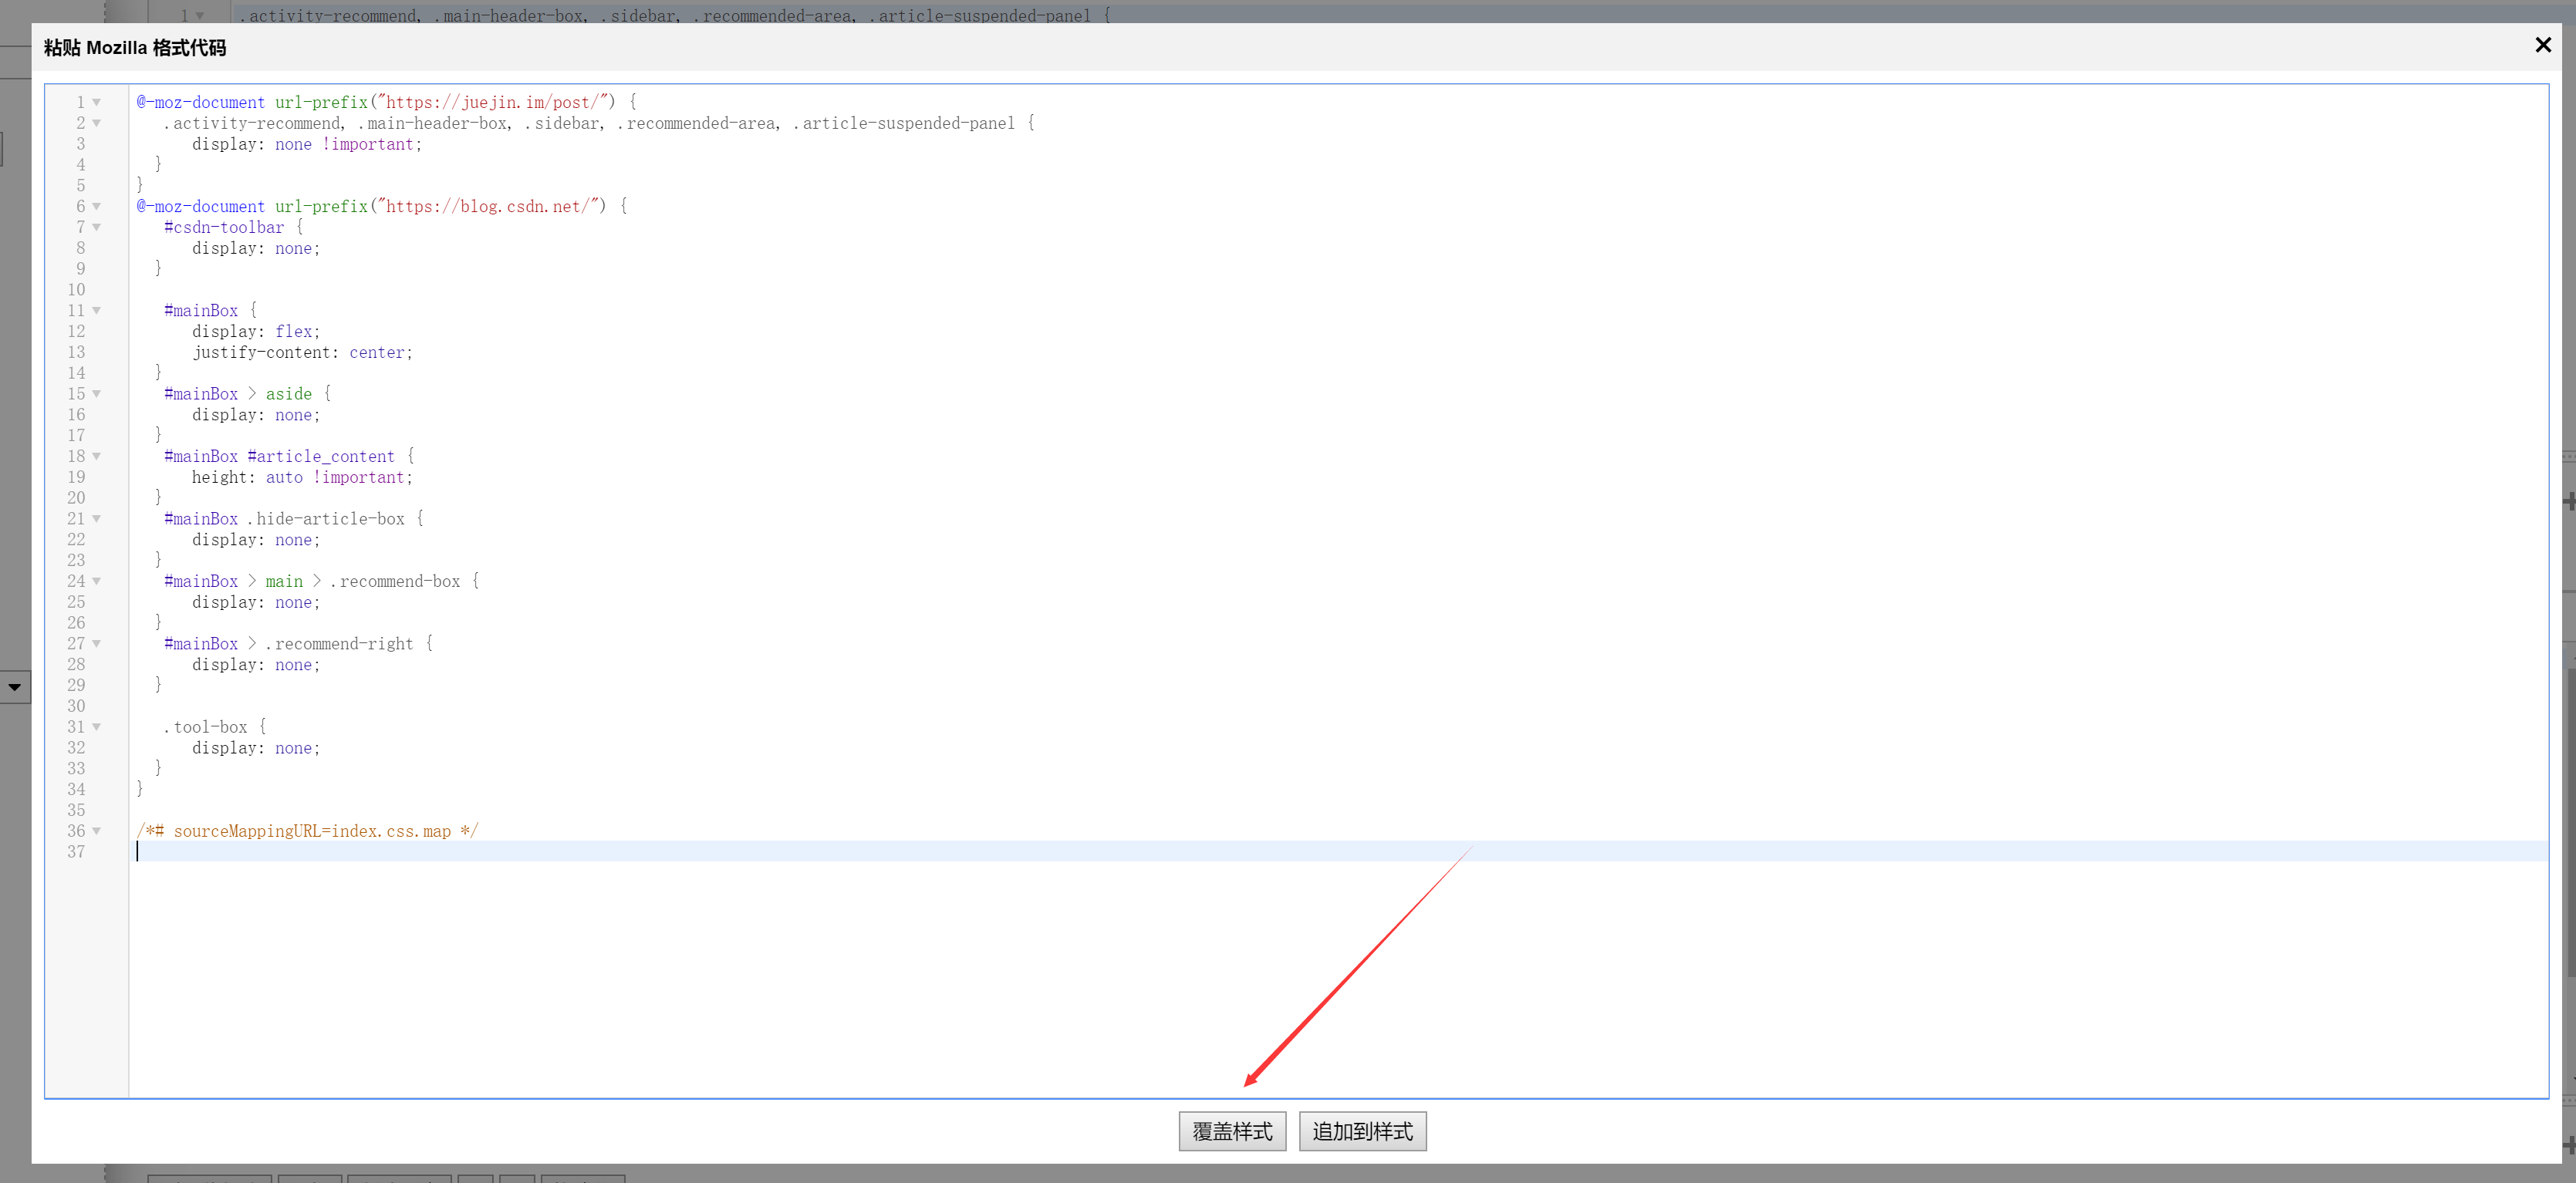 1 .activity-recommend, .main-header-box, .sidebar, .recommended-area, .article-suspended-panel {
粘贴 Mozilla 格式代码
1 @-moz-document url-prefix("https://juejin.im/post/") {
2 .activity-recommend, .main-header-box, .sidebar, .recommended-area, .article-suspended-panel {
3 display: none !important;
4 }
5 }
6 @-moz-document url-prefix("https://blog.csdn.net/") {
7 #csdn-toolbar {
8 display: none;
9 }
10
11 #mainBox {
12 display: flex;
13 justify-content: center;
14 }
15 #mainBox > aside {
16 display: none;
17 }
18 #mainBox #article_content {
19 height: auto !important;
20 }
21 #mainBox .hide-article-box {
22 display: none;
23 }
24 #mainBox > main > .recommend-box {
25 display: none;
26 }
27 #mainBox > .recommend-right {
28 display: none;
29 }
30
31 .tool-box {
32 display: none;
33 }
34 }
35
36 /*# sourceMappingURL=index.css.map */
37
覆盖样式 追加到样式